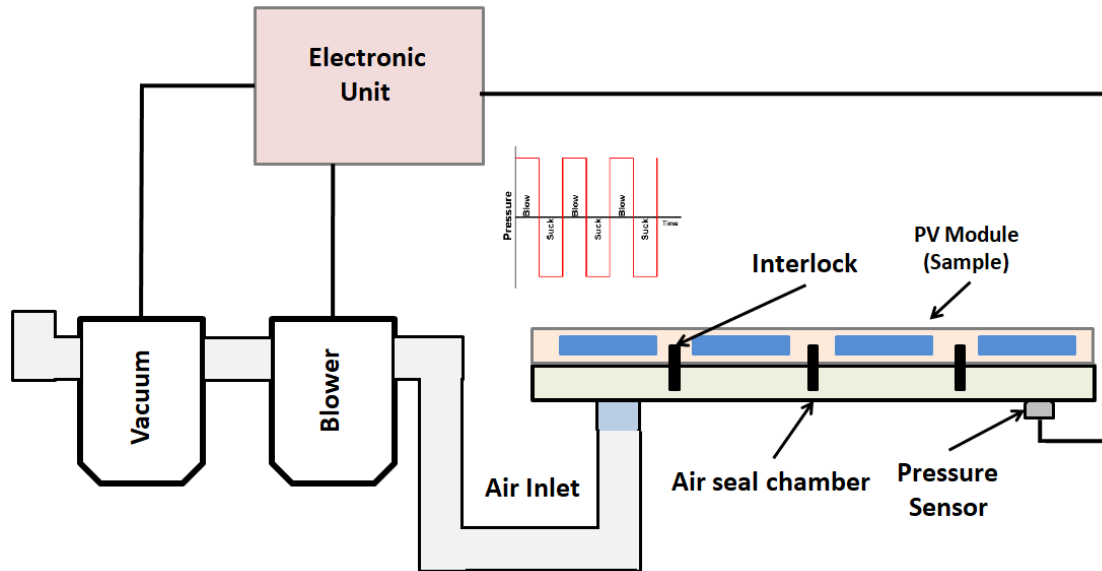 Electronic
Unit
Pressure
Blow
Suck
Blow
Suck
Blow
Suck
Time
Interlock
PV Module
(Sample)
Vacuum
Blower
Air Inlet
Air seal chamber
Pressure
Sensor